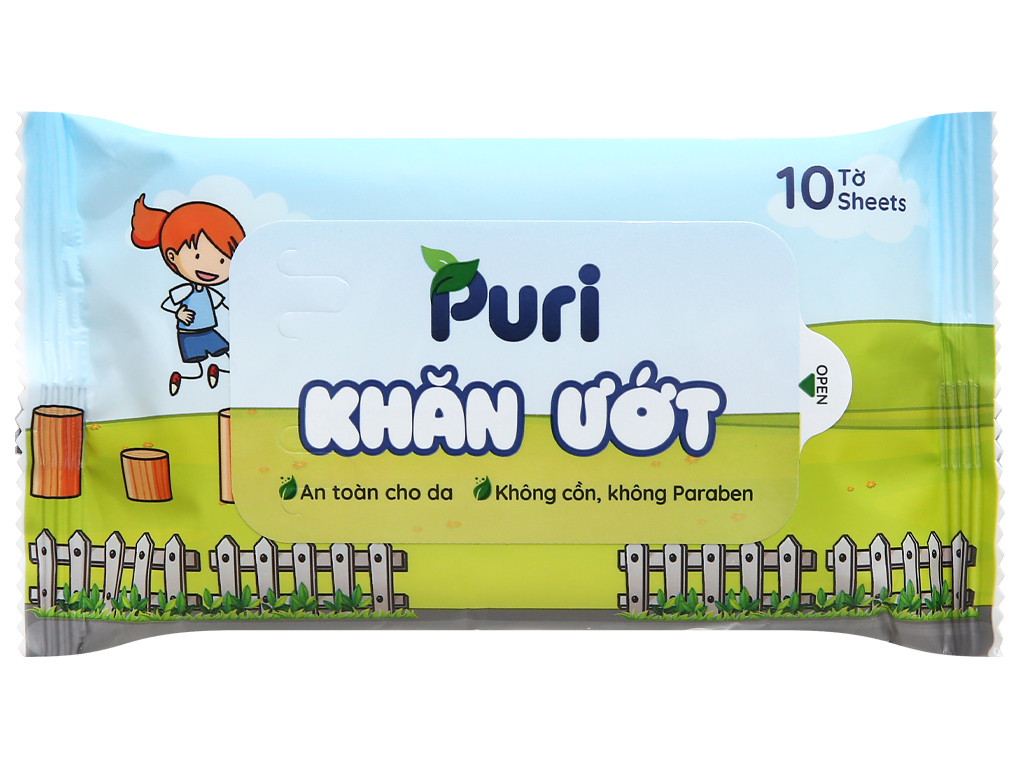 10 Tờ
Sheets
Puri
KHĂN ƯỚT
OPEN
An toàn cho da Không cồn, không Paraben